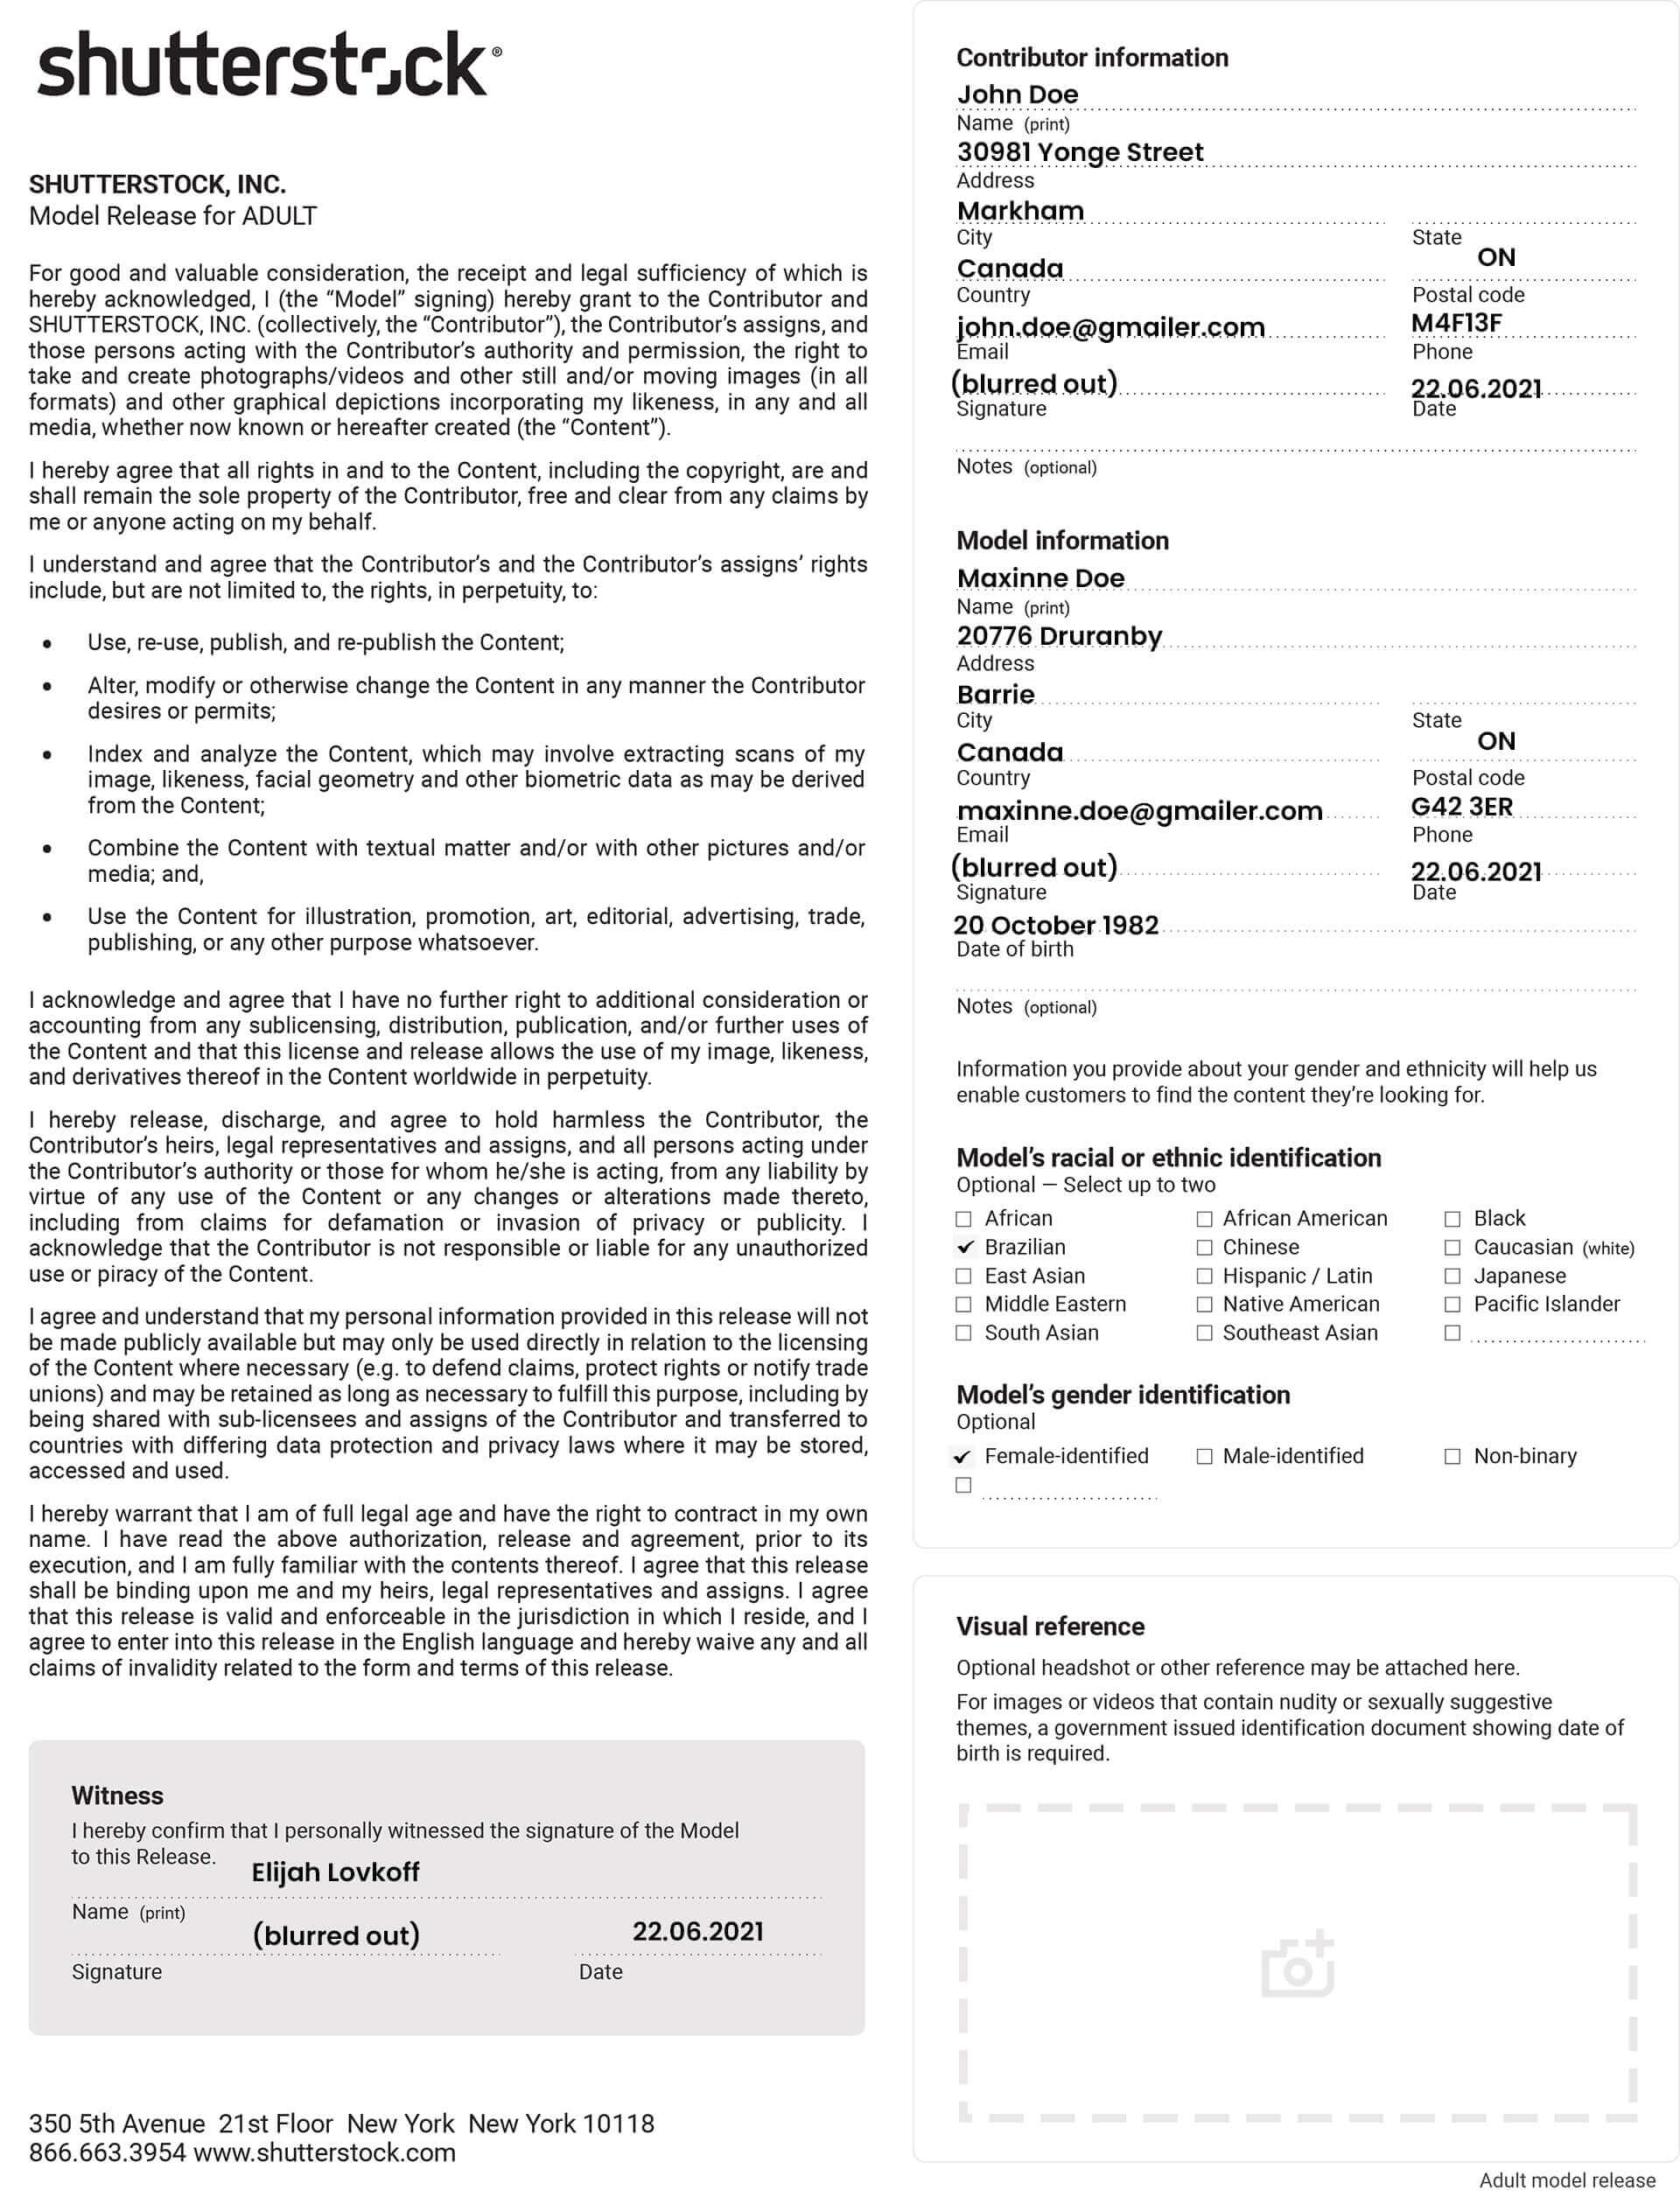 shutterstock®
SHUTTERSTOCK, INC.
Model Release for ADULT
For good and valuable consideration, the receipt and legal sufficiency of which is
hereby acknowledged, I (the “Model” signing) hereby grant to the Contributor and
SHUTTERSTOCK, INC. (collectively, the “Contributor”), the Contributor’s assigns, and
those persons acting with the Contributor’s authority and permission, the right to
take and create photographs/videos and other still and/or moving images (in all
formats) and other graphical depictions incorporating my likeness, in any and all
media, whether now known or hereafter created (the “Content”).
I hereby agree that all rights in and to the Content, including the copyright, are and
shall remain the sole property of the Contributor, free and clear from any claims by
me or anyone acting on my behalf.
I understand and agree that the Contributor’s and the Contributor’s assigns’ rights
include, but are not limited to, the rights, in perpetuity, to:
• Use, re-use, publish, and re-publish the Content;
• Alter, modify or otherwise change the Content in any manner the Contributor
desires or permits;
• Index and analyze the Content, which may involve extracting scans of my
image, likeness, facial geometry and other biometric data as may be derived
from the Content;
• Combine the Content with textual matter and/or with other pictures and/or
media; and,
• Use the Content for illustration, promotion, art, editorial, advertising, trade,
publishing, or any other purpose whatsoever.
I acknowledge and agree that I have no further right to additional consideration or
accounting from any sublicensing, distribution, publication, and/or further uses of
the Content and that this license and release allows the use of my image, likeness,
and derivatives thereof in the Content worldwide in perpetuity.
I hereby release, discharge, and agree to hold harmless the Contributor, the
Contributor’s heirs, legal representatives and assigns, and all persons acting under
the Contributor’s authority or those for whom he/she is acting, from any liability by
virtue of any use of the Content or any changes or alterations made thereto,
including from claims for defamation or invasion of privacy or publicity. I
acknowledge that the Contributor is not responsible or liable for any unauthorized
use or piracy of the Content.
I agree and understand that my personal information provided in this release will not
be made publicly available but may only be used directly in relation to the licensing
of the Content where necessary (e.g. to defend claims, protect rights or notify trade
unions) and may be retained as long as necessary to fulfill this purpose, including by
being shared with sub-licensees and assigns of the Contributor and transferred to
countries with differing data protection and privacy laws where it may be stored,
accessed and used.
I hereby warrant that I am of full legal age and have the right to contract in my own
name. I have read the above authorization, release and agreement, prior to its
execution, and I am fully familiar with the contents thereof. I agree that this release
shall be binding upon me and my heirs, legal representatives and assigns. I agree
that this release is valid and enforceable in the jurisdiction in which I reside, and I
agree to enter into this release in the English language and hereby waive any and all
claims of invalidity related to the form and terms of this release.
Witness
I hereby confirm that I personally witnessed the signature of the Model
to this Release.
Elijah Lovkoff
Name (print)
(blurred out) 22.06.2021
Signature Date
350 5th Avenue 21st Floor New York New York 10118
866.663.3954 www.shutterstock.com
Contributor information
John Doe
Name (print)
30981 Yonge Street
Address
Markham
City State
Canada ON
Country Postal code
john.doe@gmailer.com M4F13F
Email Phone
(blurred out) 22.06.2021
Signature Date
Notes (optional)
Model information
Maxinne Doe
Name (print)
20776 Druranby
Address
Barrie
City State
Canada ON
Country Postal code
maxinne.doe@gmailer.com G42 3ER
Email Phone
(blurred out) 22.06.2021
Signature Date
20 October 1982
Date of birth
Notes (optional)
Information you provide about your gender and ethnicity will help us
enable customers to find the content they’re looking for.
Model’s racial or ethnic identification
Optional — Select up to two
☐ African ☐ African American ☐ Black
✔ Brazilian ☐ Chinese ☐ Caucasian (white)
☐ East Asian ☐ Hispanic / Latin ☐ Japanese
☐ Middle Eastern ☐ Native American ☐ Pacific Islander
☐ South Asian ☐ Southeast Asian ☐
Model’s gender identification
Optional
✔ Female-identified ☐ Male-identified ☐ Non-binary
☐
Visual reference
Optional headshot or other reference may be attached here.
For images or videos that contain nudity or sexually suggestive
themes, a government issued identification document showing date of
birth is required.
Adult model release